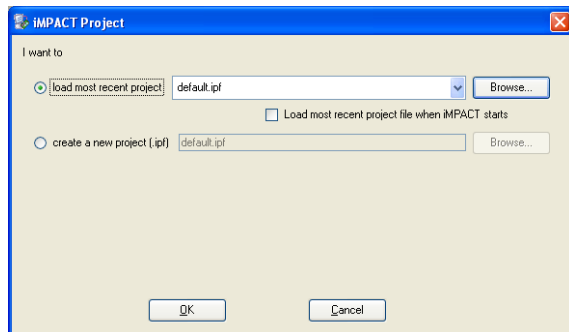 iMPACT Project
I want to
load most recent project default.ipf Browse...
Load most recent project file when iMPACT starts
create a new project (.ipf) default.ipf Browse...
OK Cancel